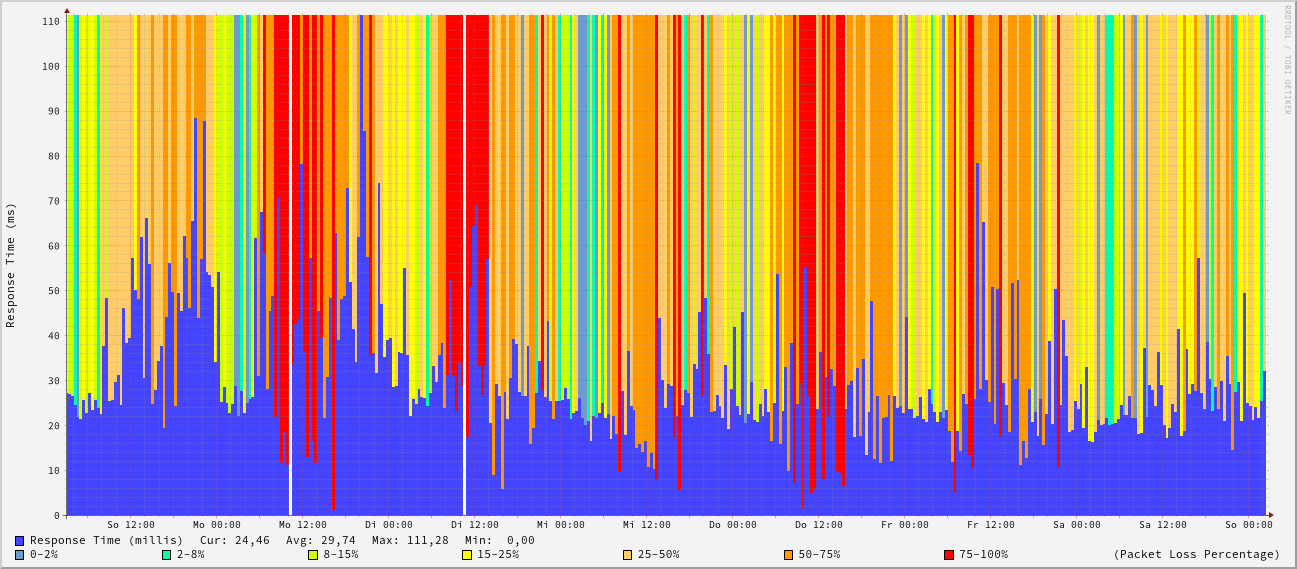 RRDTOOL / TOBI OETIKER
Response Time (ms)
110
100
90
80
70
60
50
40
30
20
10
0
So 12:00 Mo 00:00 Mo 12:00 Di 00:00 Di 12:00 Mi 00:00 Mi 12:00 Do 00:00 Do 12:00 Fr 00:00 Fr 12:00 Sa 00:00 Sa 12:00 So 00:00
Response Time (millis) Cur: 24,46 Avg: 29,74 Max: 111,28 Min: 0,00
0-2% 2-8% 8-15% 15-25% 25-50% 50-75% 75-100% (Packet Loss Percentage)